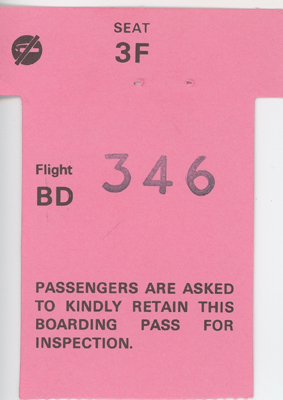 SEAT
3F
Flight
BD 346
PASSENGERS ARE ASKED
TO KINDLY RETAIN THIS
BOARDING PASS FOR
INSPECTION.